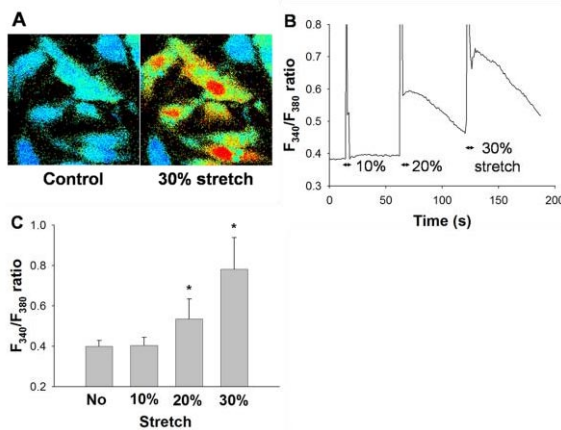 A
Control
30% stretch
B
F340/F380 ratio
0.8
0.7
0.6
0.5
0.4
0.3
10%
20%
30%
stretch
0
50
100
150
200
Time (s)
C
F340/F380 ratio
1.0
0.8
0.6
0.4
0.2
*
*
No
10%
20%
30%
Stretch